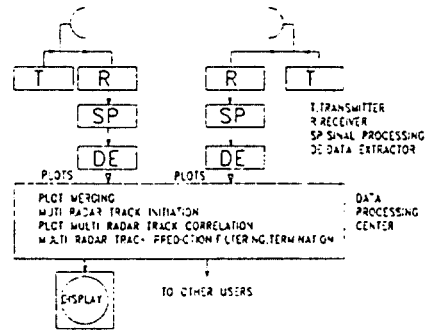 T R R T
SP SP
DE DE
T.TRANSMITTER
R.RECEIVER
SP SINAL PROCESSING
DE DATA EXTRACTOR
PLOTS PLOTS
PLOT MERGING
MUTI RADAR TRACK INITIATION
PLOT MULTI RADAR TRACK CORRELATION
MULTI RADAR TRACK PREDICTION,FILTERING,TERMINATION
DATA
PROCESSING
CENTER
DISPLAY
TO OTHER USERS